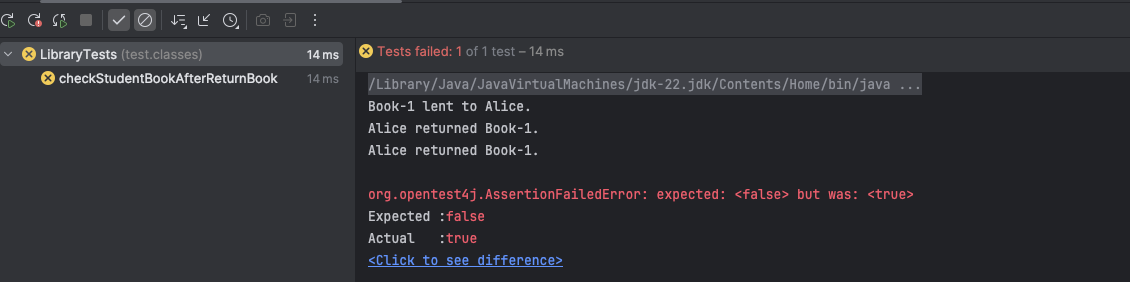 LibraryTests (test.classes) 14 ms
checkStudentBookAfterReturnBook 14 ms
Tests failed: 1 of 1 test – 14 ms
/Library/Java/JavaVirtualMachines/jdk-22.jdk/Contents/Home/bin/java ...
Book-1 lent to Alice.
Alice returned Book-1.
Alice returned Book-1.
org.opentest4j.AssertionFailedError: expected: <false> but was: <true>
Expected :false
Actual   :true
<Click to see difference>